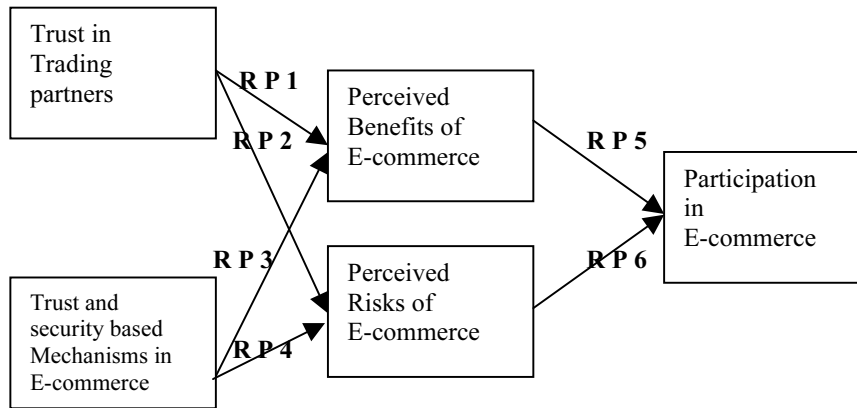 Trust in
Trading
partners
R P 1
R P 2
Perceived
Benefits of
E-commerce
R P 5
Participation
in
E-commerce
R P 3
R P 4
Trust and
security based
Mechanisms in
E-commerce
Perceived
Risks of
E-commerce
R P 6